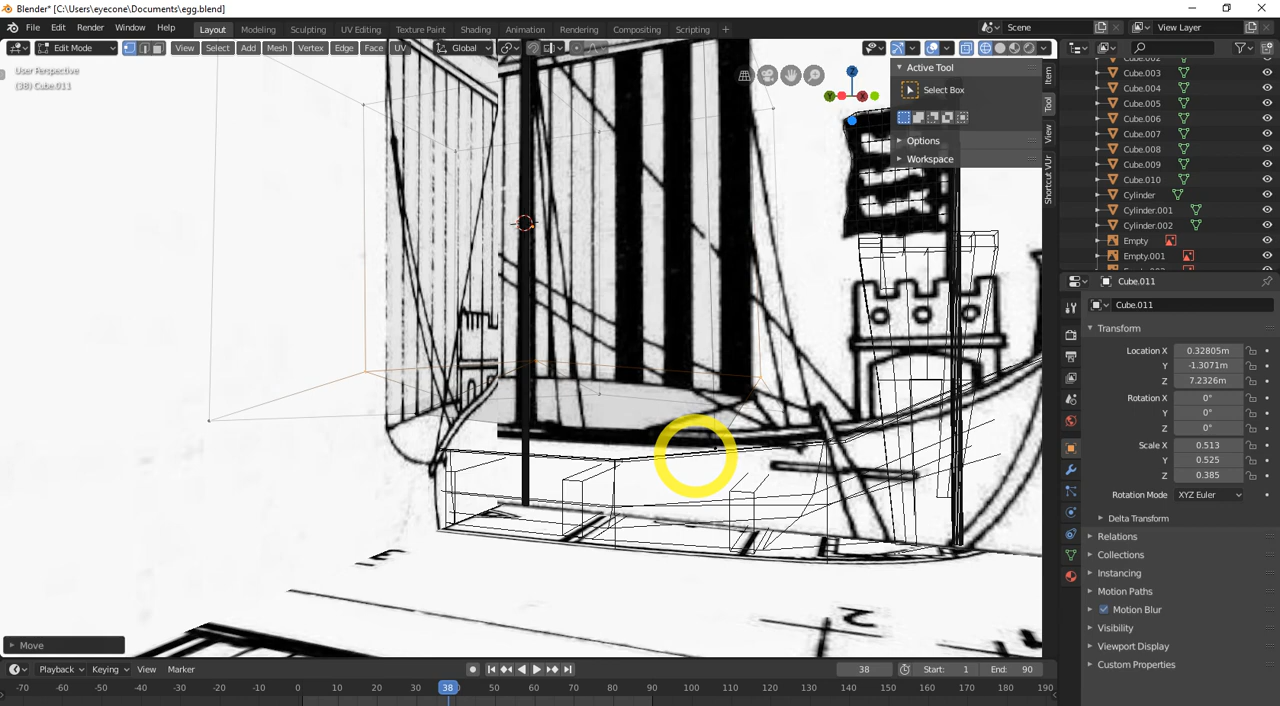 Blender* [C:\Users\eyecone\Documents\egg.blend]
File Edit Render Window Help Layout Modeling Sculpting UV Editing Texture Paint Shading Animation Rendering Compositing Scripting + Scene View Layer
Edit Mode View Select Add Mesh Vertex Edge Face UV Global
User Perspective
(38) Cube.011
Z
Y X
Active Tool
Select Box
Options
Workspace
Item
Tool
View
Shortcut VUr
Cube.002
Cube.003
Cube.004
Cube.005
Cube.006
Cube.007
Cube.008
Cube.009
Cube.010
Cylinder
Cylinder.001
Cylinder.002
Empty
Empty.001
Cube.011
Cube.011
Transform
Location X 0.32805m
Y -1.3071m
Z 7.2326m
Rotation X 0°
Y 0°
Z 0°
Scale X 0.513
Y 0.525
Z 0.385
Rotation Mode XYZ Euler
Delta Transform
Relations
Collections
Instancing
Motion Paths
Motion Blur
Visibility
Viewport Display
Custom Properties
Move
Playback Keying View Marker 38 Start: 1 End: 90
-70 -60 -50 -40 -30 -20 -10 0 10 20 30 38 50 60 70 80 90 100 110 120 130 140 150 160 170 180 190